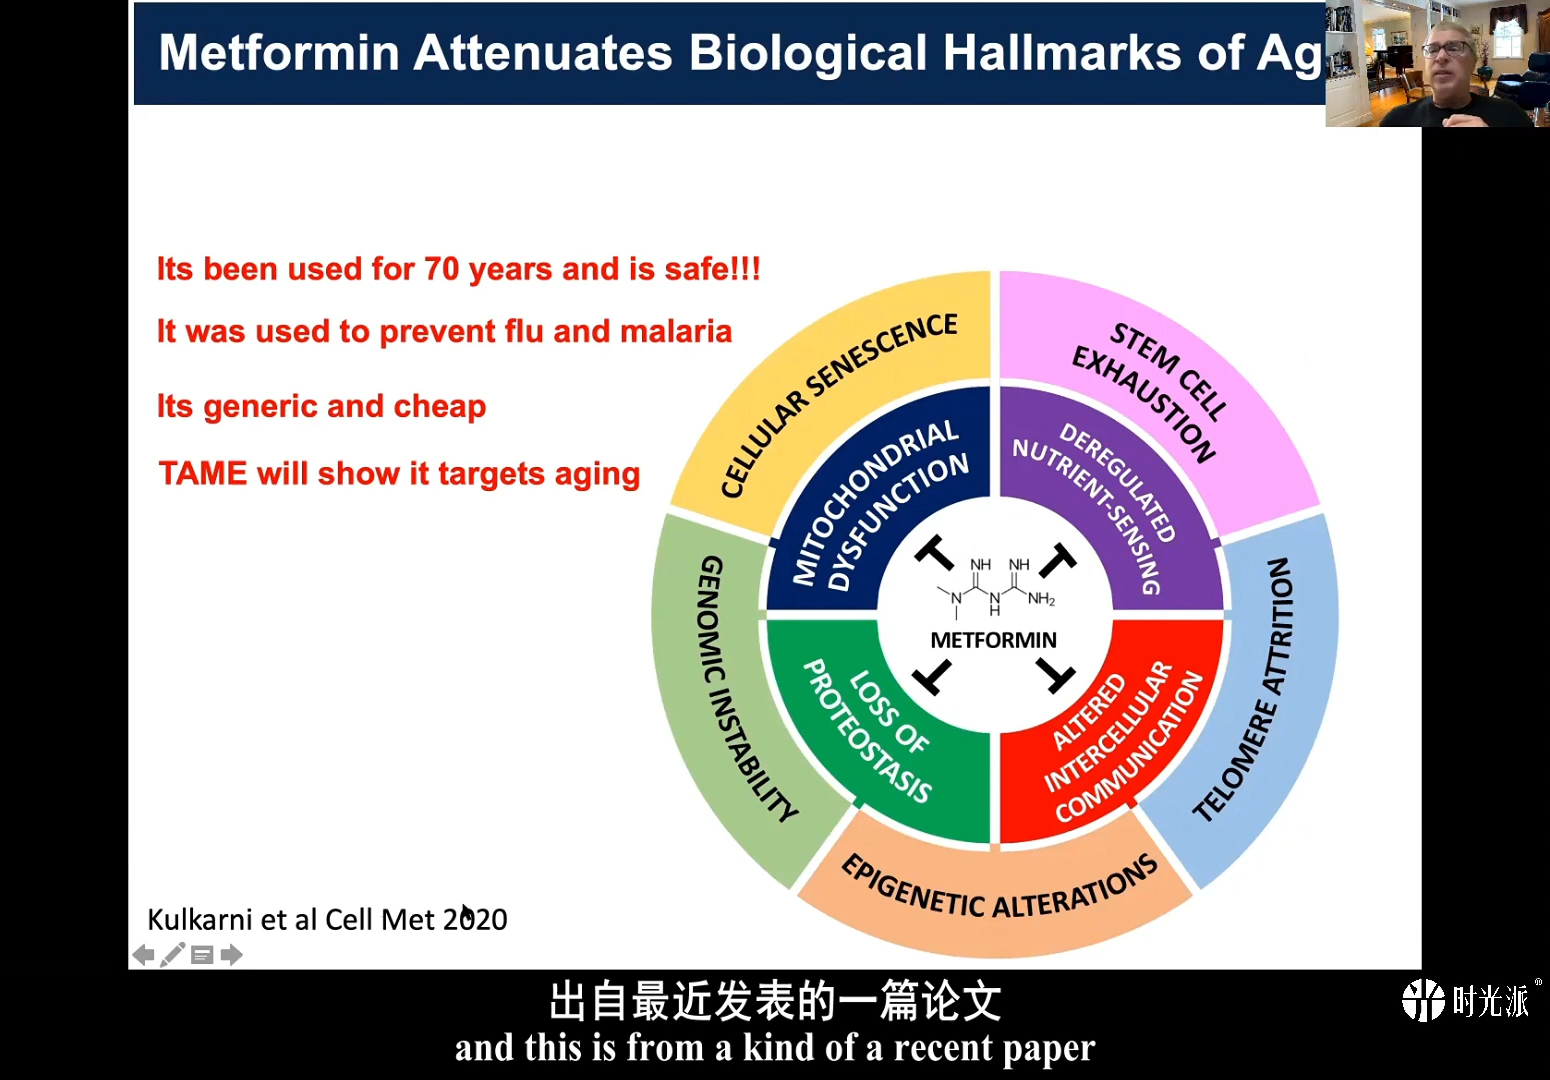 Metformin Attenuates Biological Hallmarks of Ag
Its been used for 70 years and is safe!!!
It was used to prevent flu and malaria
Its generic and cheap
TAME will show it targets aging
CELLULAR SENESCENCE
STEM CELL
EXHAUSTION
MITOCHONDRIAL
DYSFUNCTION
DEREGULATED
NUTRIENT-SENSING
GENOMIC INSTABILITY
NH
NH
N
N
H
NH₂
METFORMIN
TELOMERE ATTRITION
LOSS OF
PROTEOSTASIS
ALTERED
INTERCELLULAR
COMMUNICATION
EPIGENETIC ALTERATIONS
Kulkarni et al Cell Met 2020
出自最近发表的一篇论文
and this is from a kind of a recent paper
时光派®